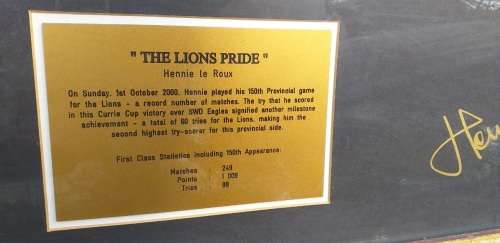 " THE LIONS PRIDE "
Hennie le Roux
On Sunday, 1st October 2000, Hennie played his 150th Provincial game
for the Lions - a record number of matches. The try that he scored
in this Currie Cup victory over SWD Eagles signified another milestone
achievement - a total of 60 tries for the Lions, making him the
second highest try-scorer for this provincial side.
First Class Statistics including 150th Appearance:
Matches : 249
Points : 1 009
Tries : 88